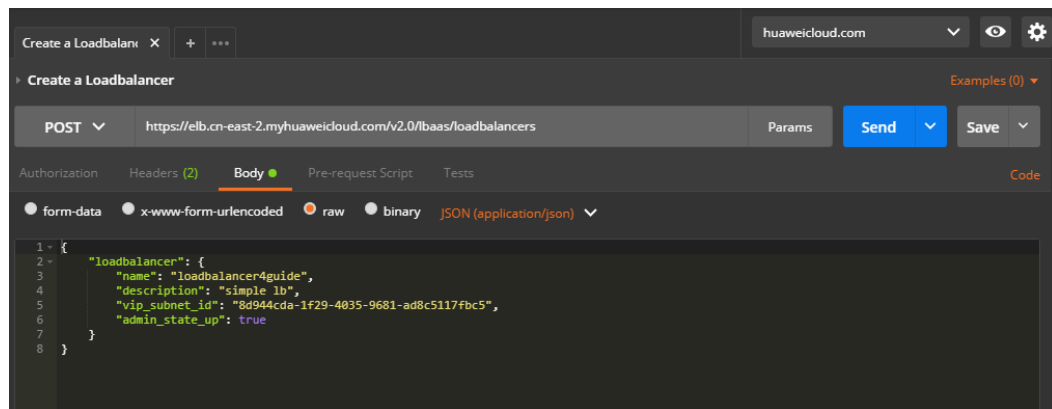 Create a Loadbalanc × + •••
huaweicloud.com
Create a Loadbalancer
Examples (0)
POST https://elb.cn-east-2.myhuaweicloud.com/v2.0/lbaas/loadbalancers Params Send Save
Authorization Headers (2) Body Pre-request Script Tests Code
form-data x-www-form-urlencoded raw binary JSON (application/json)
1 {
2 "loadbalancer": {
3 "name": "loadbalancer4guide",
4 "description": "simple lb",
5 "vip_subnet_id": "8d944cda-1f29-4035-9681-ad8c5117fbc5",
6 "admin_state_up": true
7 }
8 }